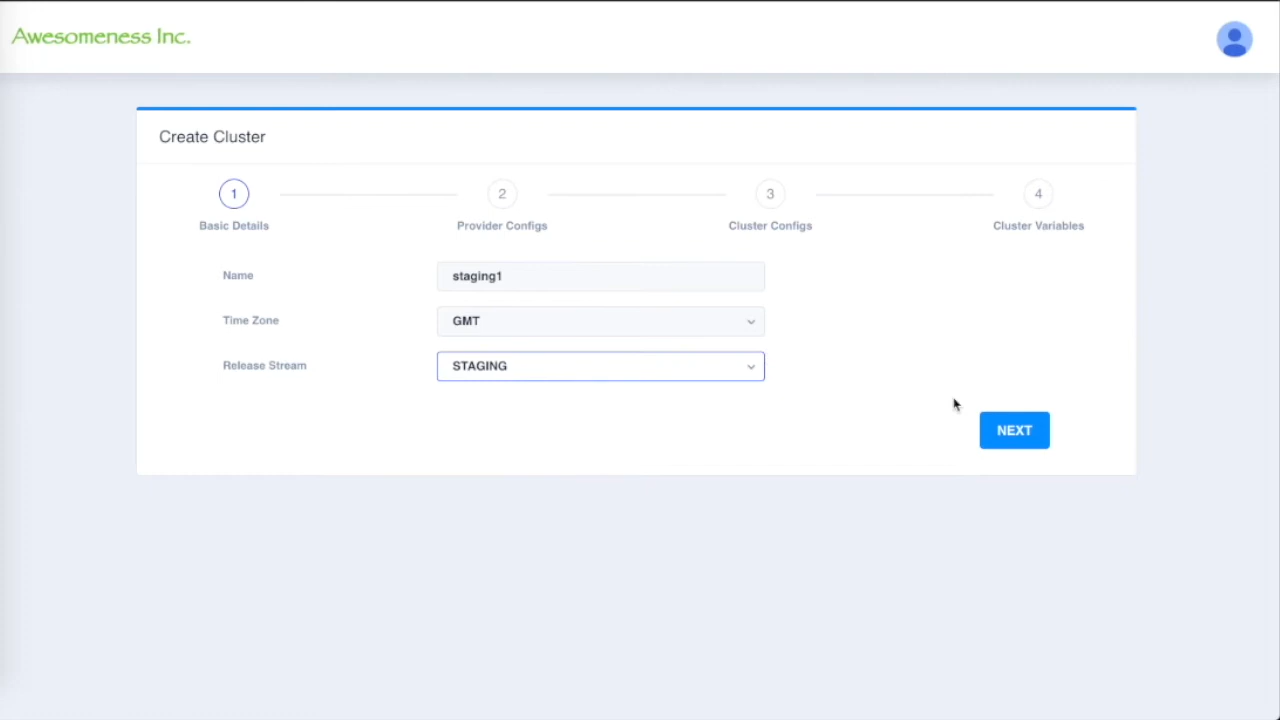 Awesomeness Inc.
Create Cluster
1 2 3 4
Basic Details Provider Configs Cluster Configs Cluster Variables
Name staging1
Time Zone GMT
Release Stream STAGING
NEXT